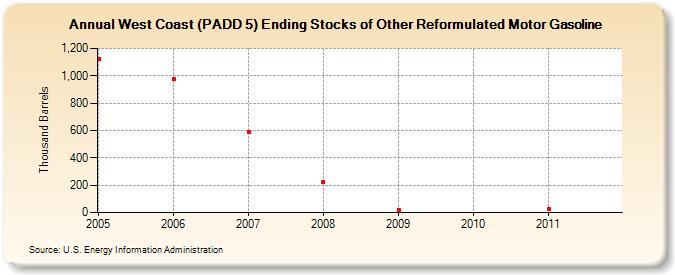 Annual West Coast (PADD 5) Ending Stocks of Other Reformulated Motor Gasoline
Thousand Barrels
1,200
1,000
800
600
400
200
0
2005 2006 2007 2008 2009 2010 2011
Source: U.S. Energy Information Administration